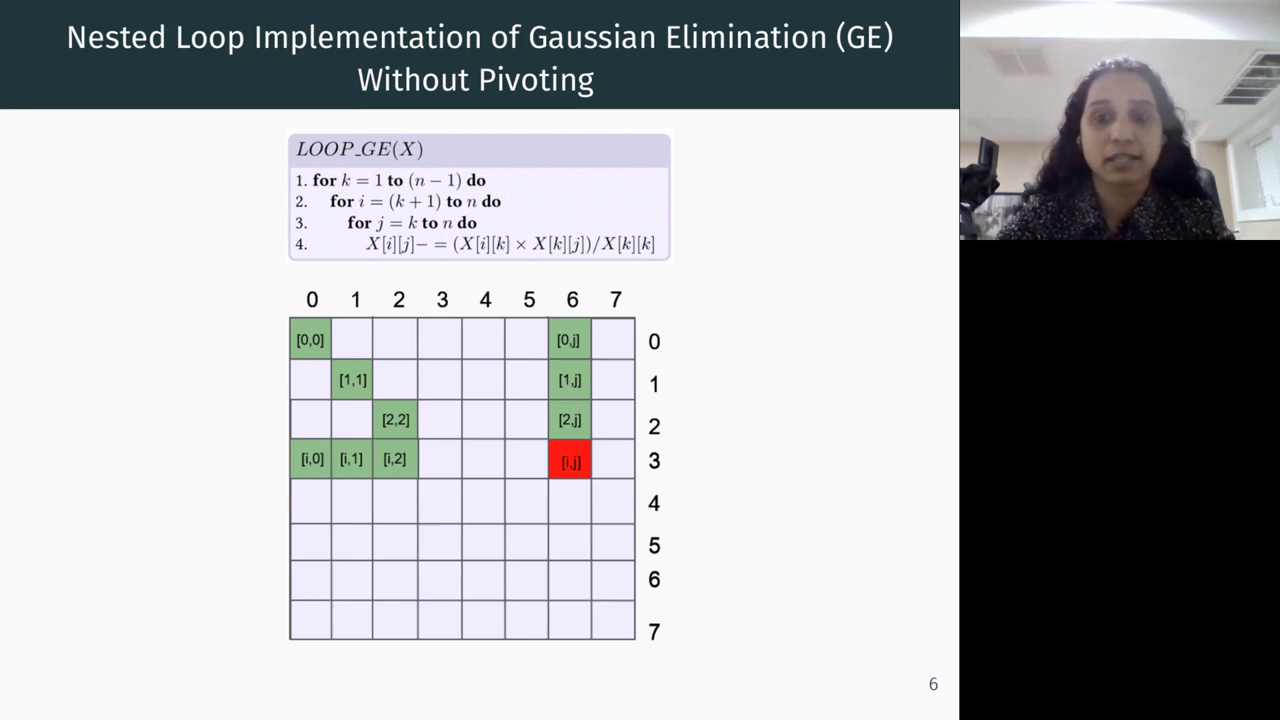 Nested Loop Implementation of Gaussian Elimination (GE)
Without Pivoting
LOOP_GE(X)
1. for k = 1 to (n − 1) do
2. for i = (k + 1) to n do
3. for j = k to n do
4. X[i][j]− = (X[i][k] × X[k][j])/X[k][k]
0 1 2 3 4 5 6 7
[0,0] [0,j] 0
[1,1] [1,j] 1
[2,2] [2,j] 2
[i,0] [i,1] [i,2] [i,j] 3
4
5
6
7
6